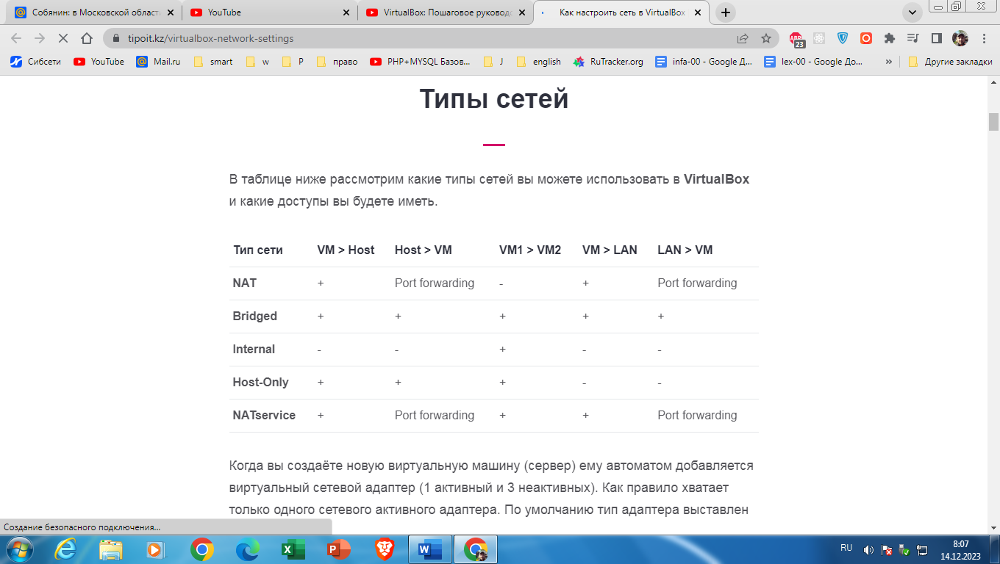 Собянин: в Московской област
YouTube
VirtualBox: Пошаговое руковод
Как настроить сеть в VirtualBox
tipoit.kz/virtualbox-network-settings
ABP
23
Сибсети
YouTube
Mail.ru
smart
w
P
право
PHP+MYSQL Базов...
J
english
RuTracker.org
infa-00 - Google Д...
lex-00 - Google До...
»
Другие закладки
Типы сетей
В таблице ниже рассмотрим какие типы сетей вы можете использовать в VirtualBox
и какие доступы вы будете иметь.
Тип сети VM > Host Host > VM VM1 > VM2 VM > LAN LAN > VM
NAT + Port forwarding - + Port forwarding
Bridged + + + + +
Internal - - + - -
Host-Only + + + - -
NATservice + Port forwarding + + Port forwarding
Когда вы создаёте новую виртуальную машину (сервер) ему автоматом добавляется
виртуальный сетевой адаптер (1 активный и 3 неактивных). Как правило хватает
только одного сетевого активного адаптера. По умолчанию тип адаптера выставлен
Создание безопасного подключения...
RU
8:07
14.12.2023